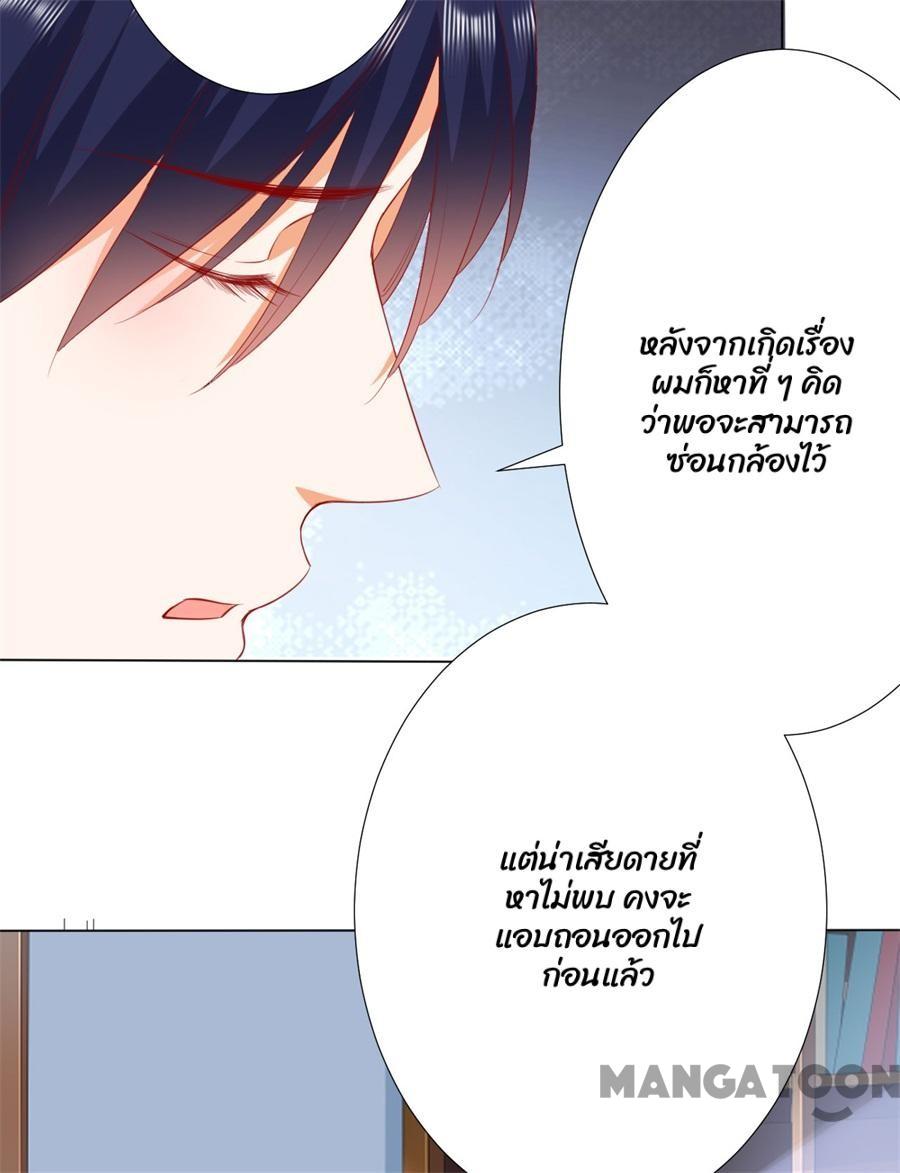 หลังจากเกิดเรื่อง
ผมก็หาที่ ๆ คิด
ว่าพอจะสามารถ
ซ่อนกล้องไว้
แต่น่าเสียดายที่
หาไม่พบ คงจะ
แอบถอนออกไป
ก่อนแล้ว
MANGATOON